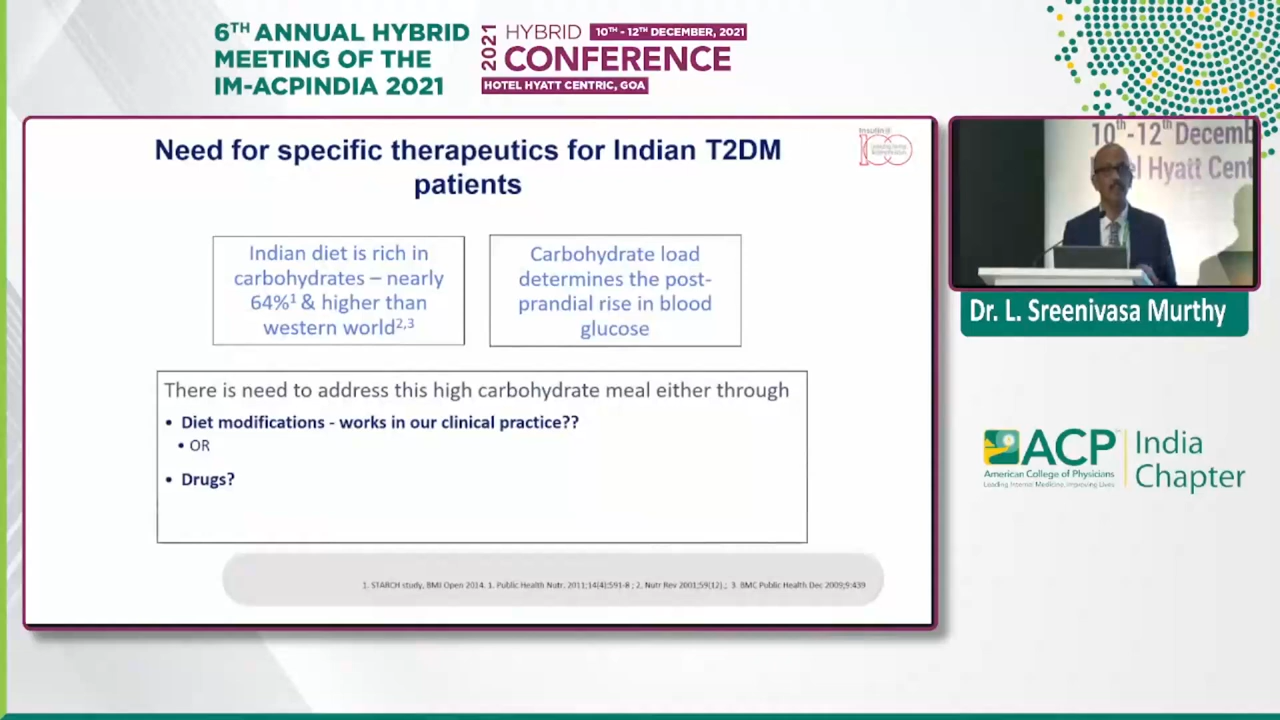 6TH ANNUAL HYBRID
MEETING OF THE
IM-ACPINDIA 2021
2021
HYBRID
10TH - 12TH DECEMBER, 2021
CONFERENCE
HOTEL HYATT CENTRIC, GOA
Need for specific therapeutics for Indian T2DM
patients
Indian diet is rich in
carbohydrates – nearly
64%1 & higher than
western world2,3
Carbohydrate load
determines the post-
prandial rise in blood
glucose
There is need to address this high carbohydrate meal either through
• Diet modifications - works in our clinical practice??
• OR
• Drugs?
1. STARCH study, BMJ Open 2014. 1. Public Health Nutr. 2011;14(4):591-8 ; 2. Nutr Rev 2001;59(12),; 3. BMC Public Health Dec 2009;9:439
10th-12th Decemb
Hotel Hyatt Cent
Dr. L. Sreenivasa Murthy
ACP
American College of Physicians
Leading Internal Medicine, Improving Lives
India
Chapter